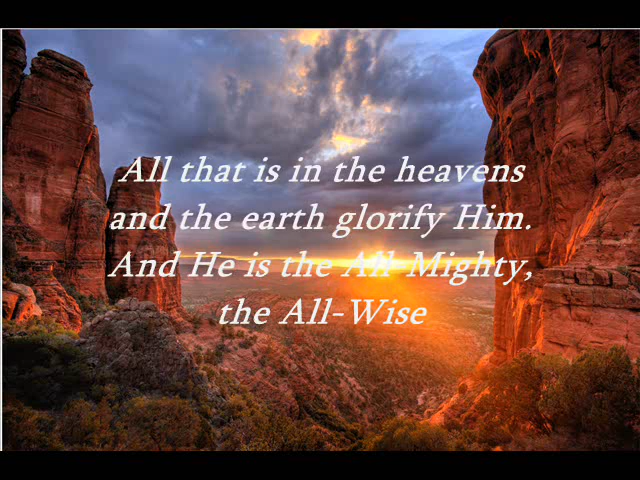 All that is in the heavens
and the earth glorify Him.
And He is the All-Mighty,
the All-Wise